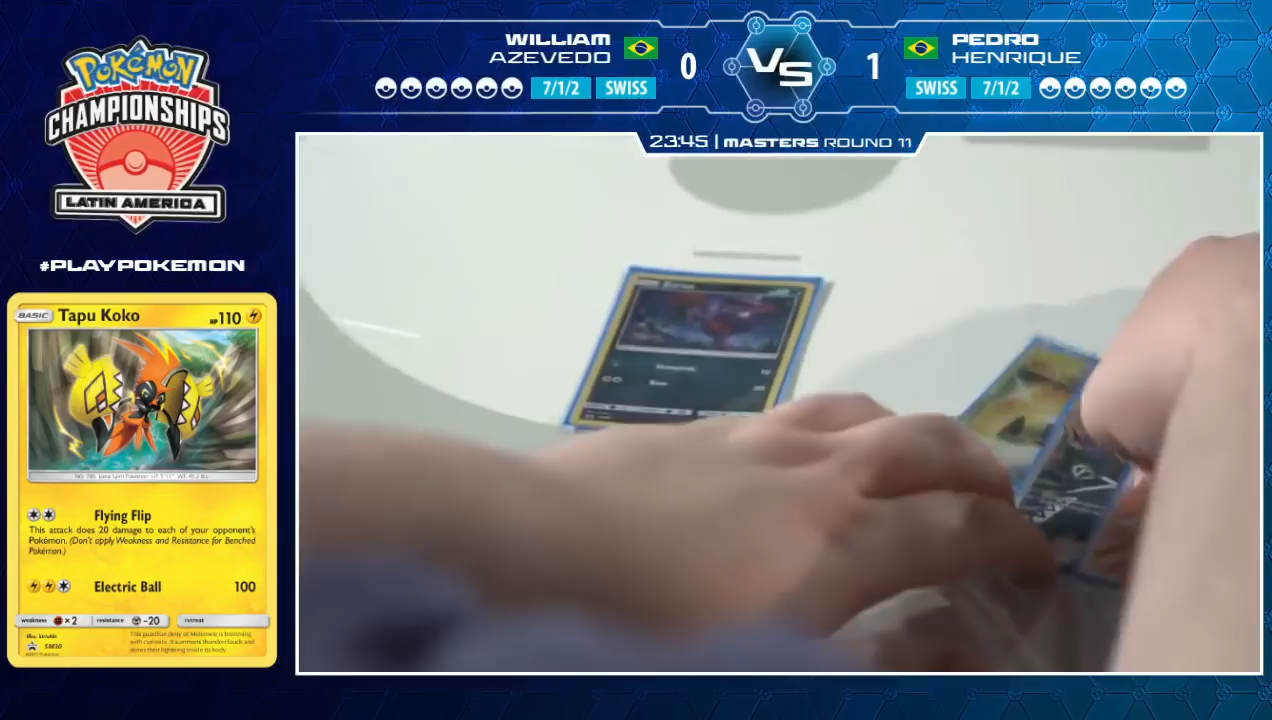 POKÉMON
CHAMPIONSHIPS
LATIN AMERICA
#PLAYPOKEMON
WILLIAM
AZEVEDO
0
7/1/2
SWISS
VS
1
PEDRO
HENRIQUE
SWISS
7/1/2
23:45 | MASTERS ROUND 11
BASIC
Tapu Koko
HP110
Flying Flip
This attack does 20 damage to each of your opponent's
Pokémon. (Don't apply Weakness and Resistance for Benched
Pokémon.)
Electric Ball
100
weakness
×2
resistance
-20
retreat
SM30
Zorua